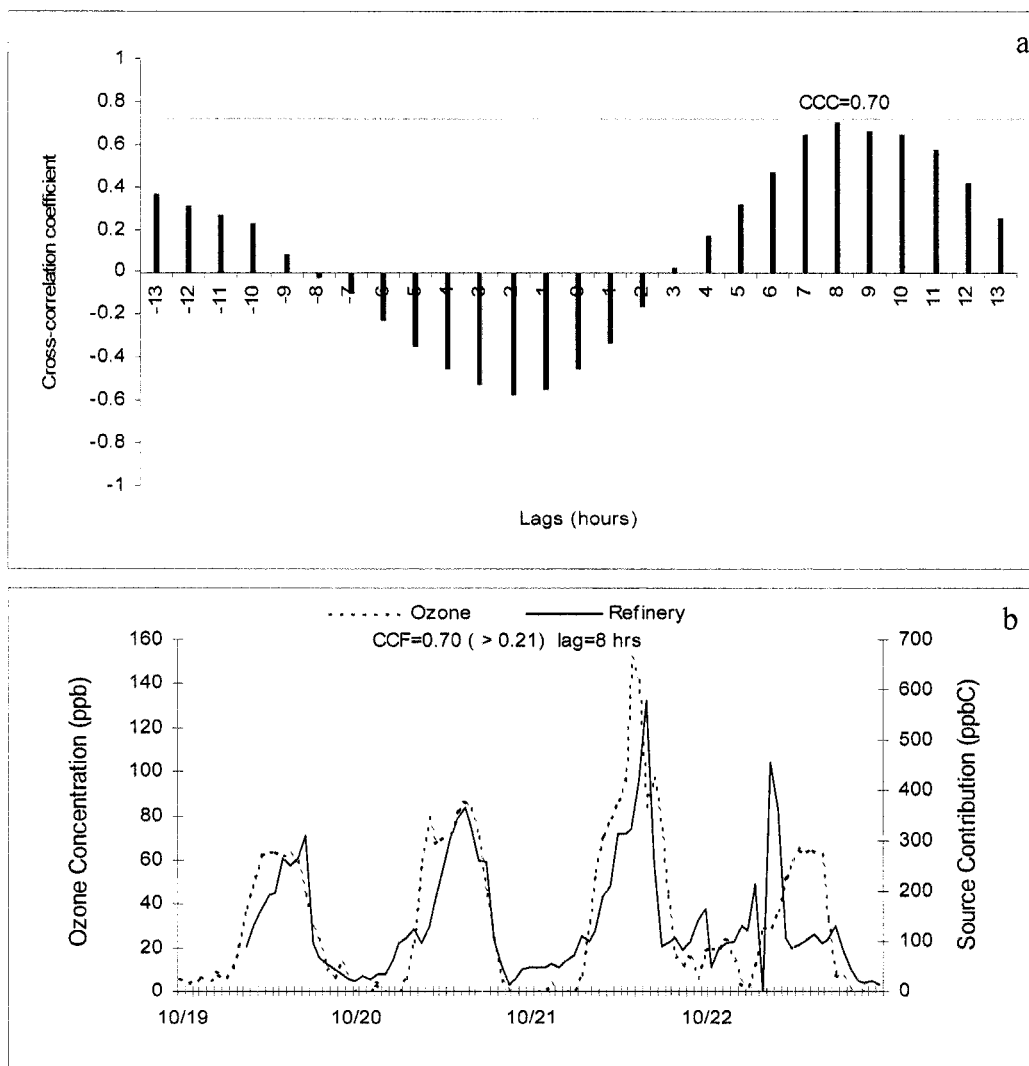 a
1
0.8
0.6
0.4
0.2
0
-0.2
-0.4
-0.6
-0.8
-1
Cross-correlation coefficient
CCC=0.70
-13 -12 -11 -10 -9 -8 -7 -6 -5 -4 -3 -2 -1 0 1 2 3 4 5 6 7 8 9 10 11 12 13
Lags (hours)
b
Ozone Refinery
CCF=0.70 ( > 0.21) lag=8 hrs
160
140
120
100
80
60
40
20
0
Ozone Concentration (ppb)
700
600
500
400
300
200
100
0
Source Contribution (ppbC)
10/19 10/20 10/21 10/22